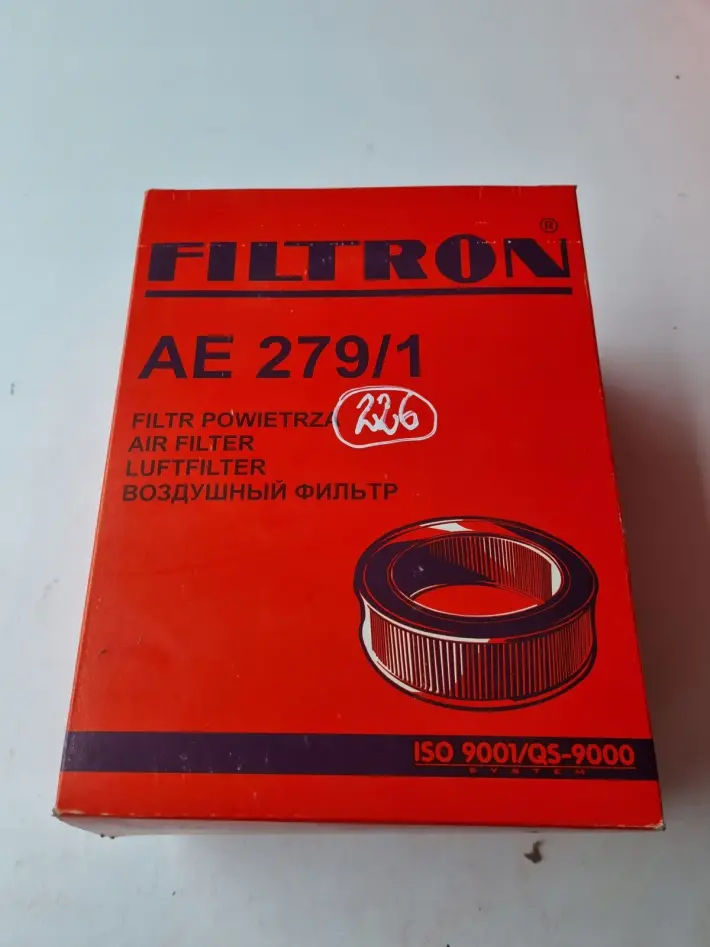 FILTRON®
AE 279/1
FILTR POWIETRZA
226
AIR FILTER
LUFTFILTER
ВОЗДУШНЫЙ ФИЛЬТР
ISO 9001/QS-9000
SYSTEM